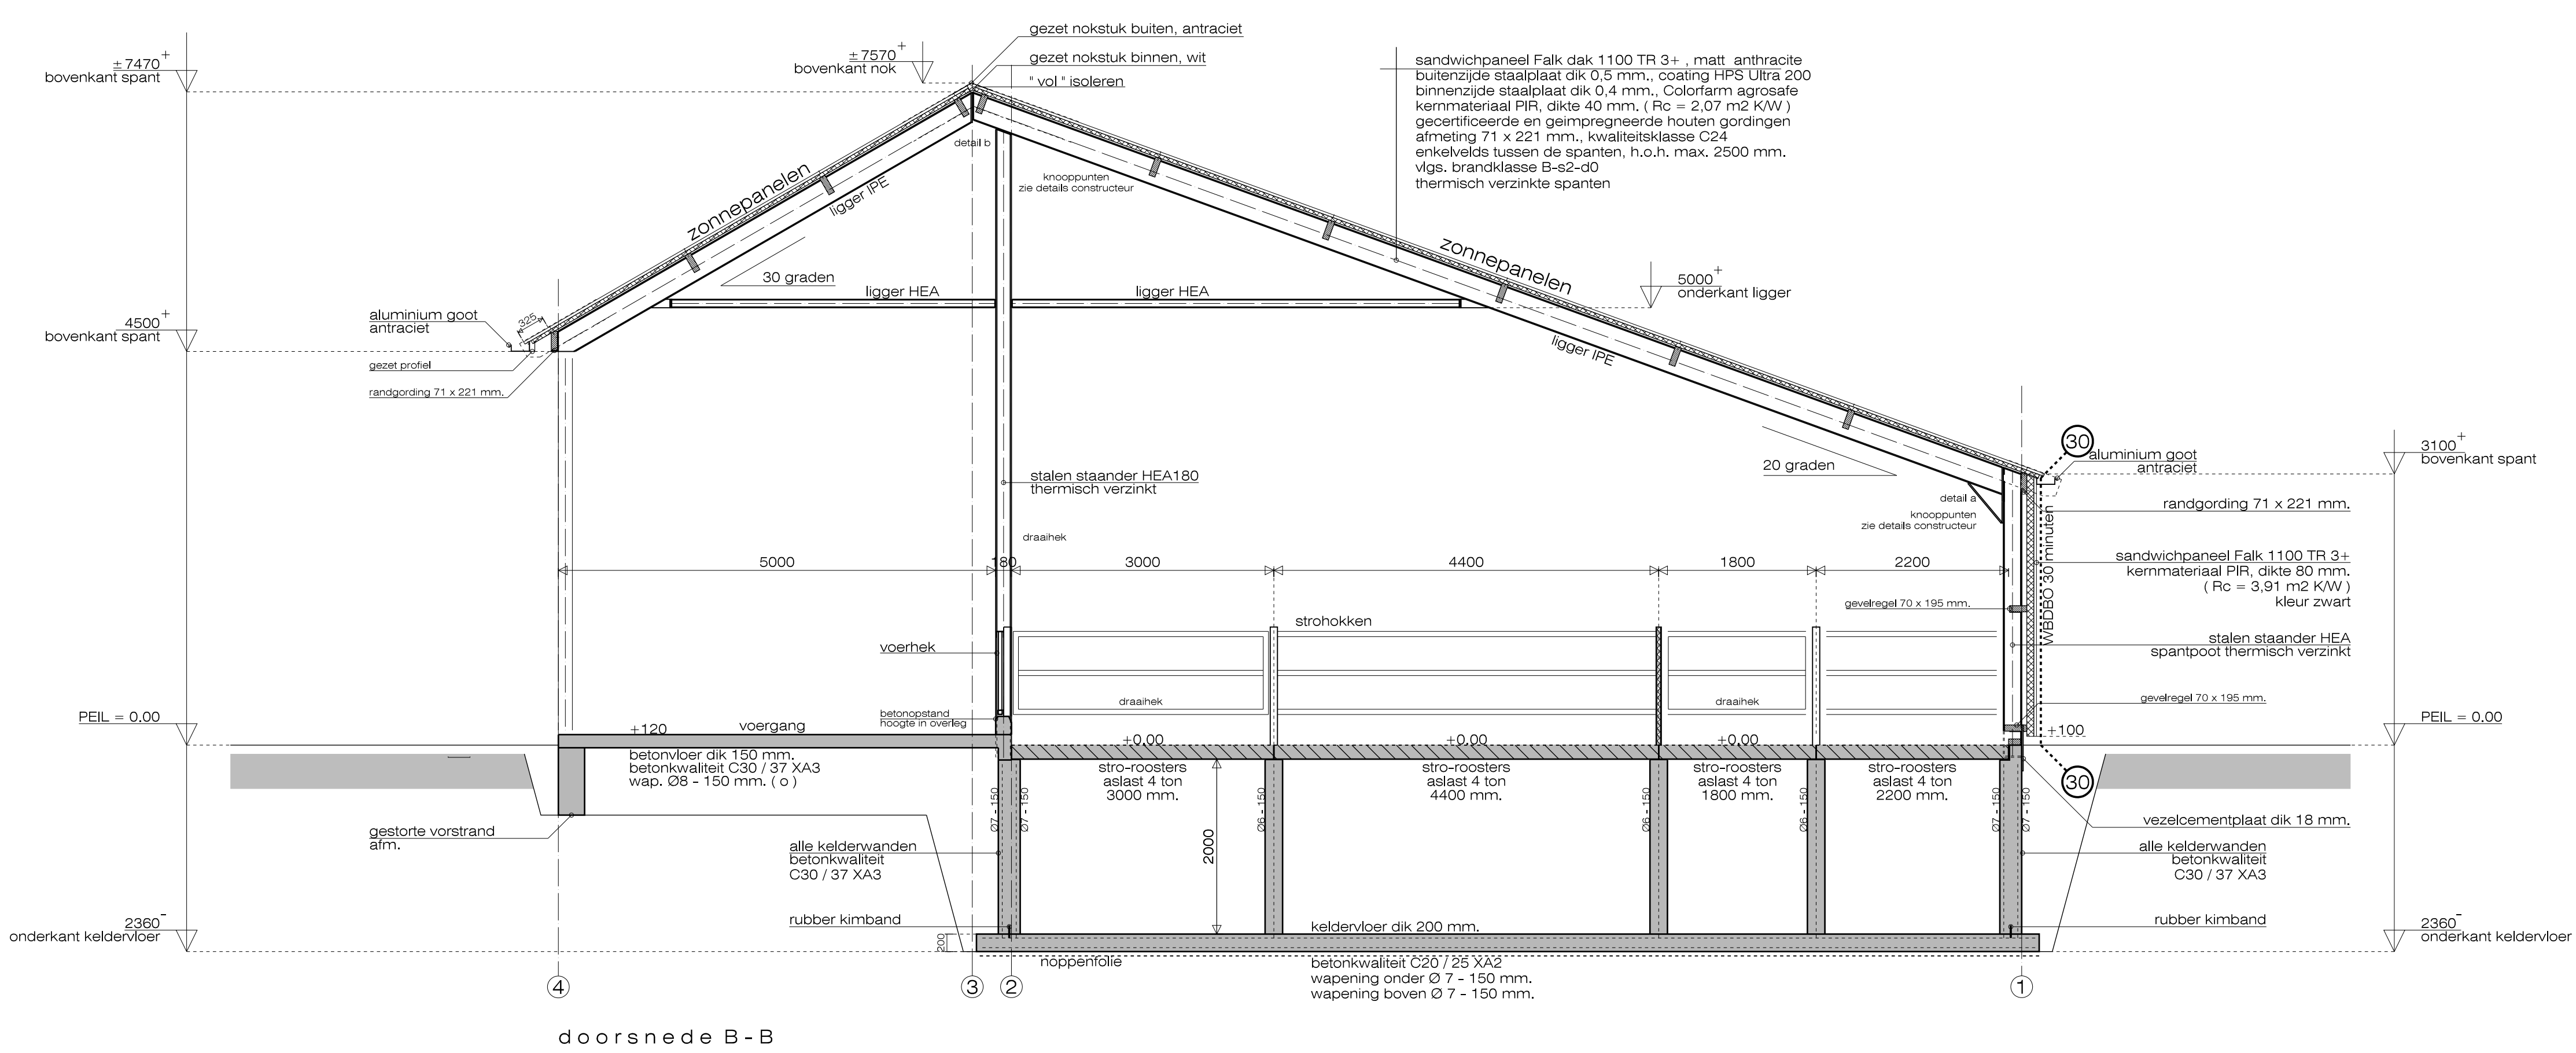 gezet nokstuk buiten, antraciet
gezet nokstuk binnen, wit
" vol " isoleren
± 7470 +
bovenkant spant
± 7570 +
bovenkant nok
sandwichpaneel Falk dak 1100 TR 3+ , matt anthracite
buitenzijde staalplaat dik 0,5 mm., coating HPS Ultra 200
binnenzijde staalplaat dik 0,4 mm., Colorfarm agrosafe
kernmateriaal PIR, dikte 40 mm. ( Rc = 2,07 m2 K/W )
gecertificeerde en geimpregneerde houten gordingen
afmeting 71 x 221 mm., kwaliteitsklasse C24
enkelvelds tussen de spanten, h.o.h. max. 2500 mm.
vlgs. brandklasse B-s2-d0
thermisch verzinkte spanten
detail b
knooppunten
zie details constructeur
zonnepanelen
ligger IPE
zonnepanelen
30 graden
ligger HEA
ligger HEA
5000 +
onderkant ligger
aluminium goot
antraciet
325
4500 +
bovenkant spant
gezet profiel
randgording 71 x 221 mm.
ligger IPE
30
aluminium goot
antraciet
3100 +
bovenkant spant
20 graden
stalen staander HEA180
thermisch verzinkt
detail a
knooppunten
zie details constructeur
randgording 71 x 221 mm.
draaihek
WBDBO 30 minuten
sandwichpaneel Falk 1100 TR 3+
kernmateriaal PIR, dikte 80 mm.
( Rc = 3,91 m2 K/W )
kleur zwart
5000
180
3000
4400
1800
2200
gevelregel 70 x 195 mm.
strohokken
voerhek
stalen staander HEA
spantpoot thermisch verzinkt
draaihek
draaihek
gevelregel 70 x 195 mm.
betonopstand
hoogte in overleg
PEIL = 0.00
PEIL = 0.00
+120
voergang
+0.00
+0.00
+0.00
+100
betonvloer dik 150 mm.
betonkwaliteit C30 / 37 XA3
wap. Ø8 - 150 mm. ( o )
stro-roosters
aslast 4 ton
3000 mm.
stro-roosters
aslast 4 ton
4400 mm.
stro-roosters
aslast 4 ton
1800 mm.
stro-roosters
aslast 4 ton
2200 mm.
30
Ø7 - 150
Ø7 - 150
Ø6 - 150
Ø6 - 150
Ø6 - 150
Ø7 - 150
Ø7 - 150
gestorte vorstrand
afm.
vezelcementplaat dik 18 mm.
alle kelderwanden
betonkwaliteit
C30 / 37 XA3
2000
alle kelderwanden
betonkwaliteit
C30 / 37 XA3
rubber kimband
keldervloer dik 200 mm.
rubber kimband
2360 -
onderkant keldervloer
200
2360 -
onderkant keldervloer
noppenfolie
betonkwaliteit C20 / 25 XA2
wapening onder Ø 7 - 150 mm.
wapening boven Ø 7 - 150 mm.
4
3
2
1
doorsnede B-B